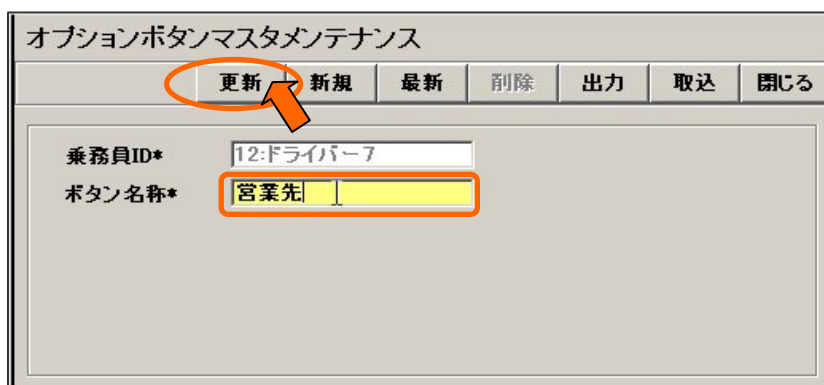 オプションボタンマスタメンテナンス
更新 新規 最新 削除 出力 取込 閉じる
乗務員ID* 12:ドライバー7
ボタン名称* 営業先